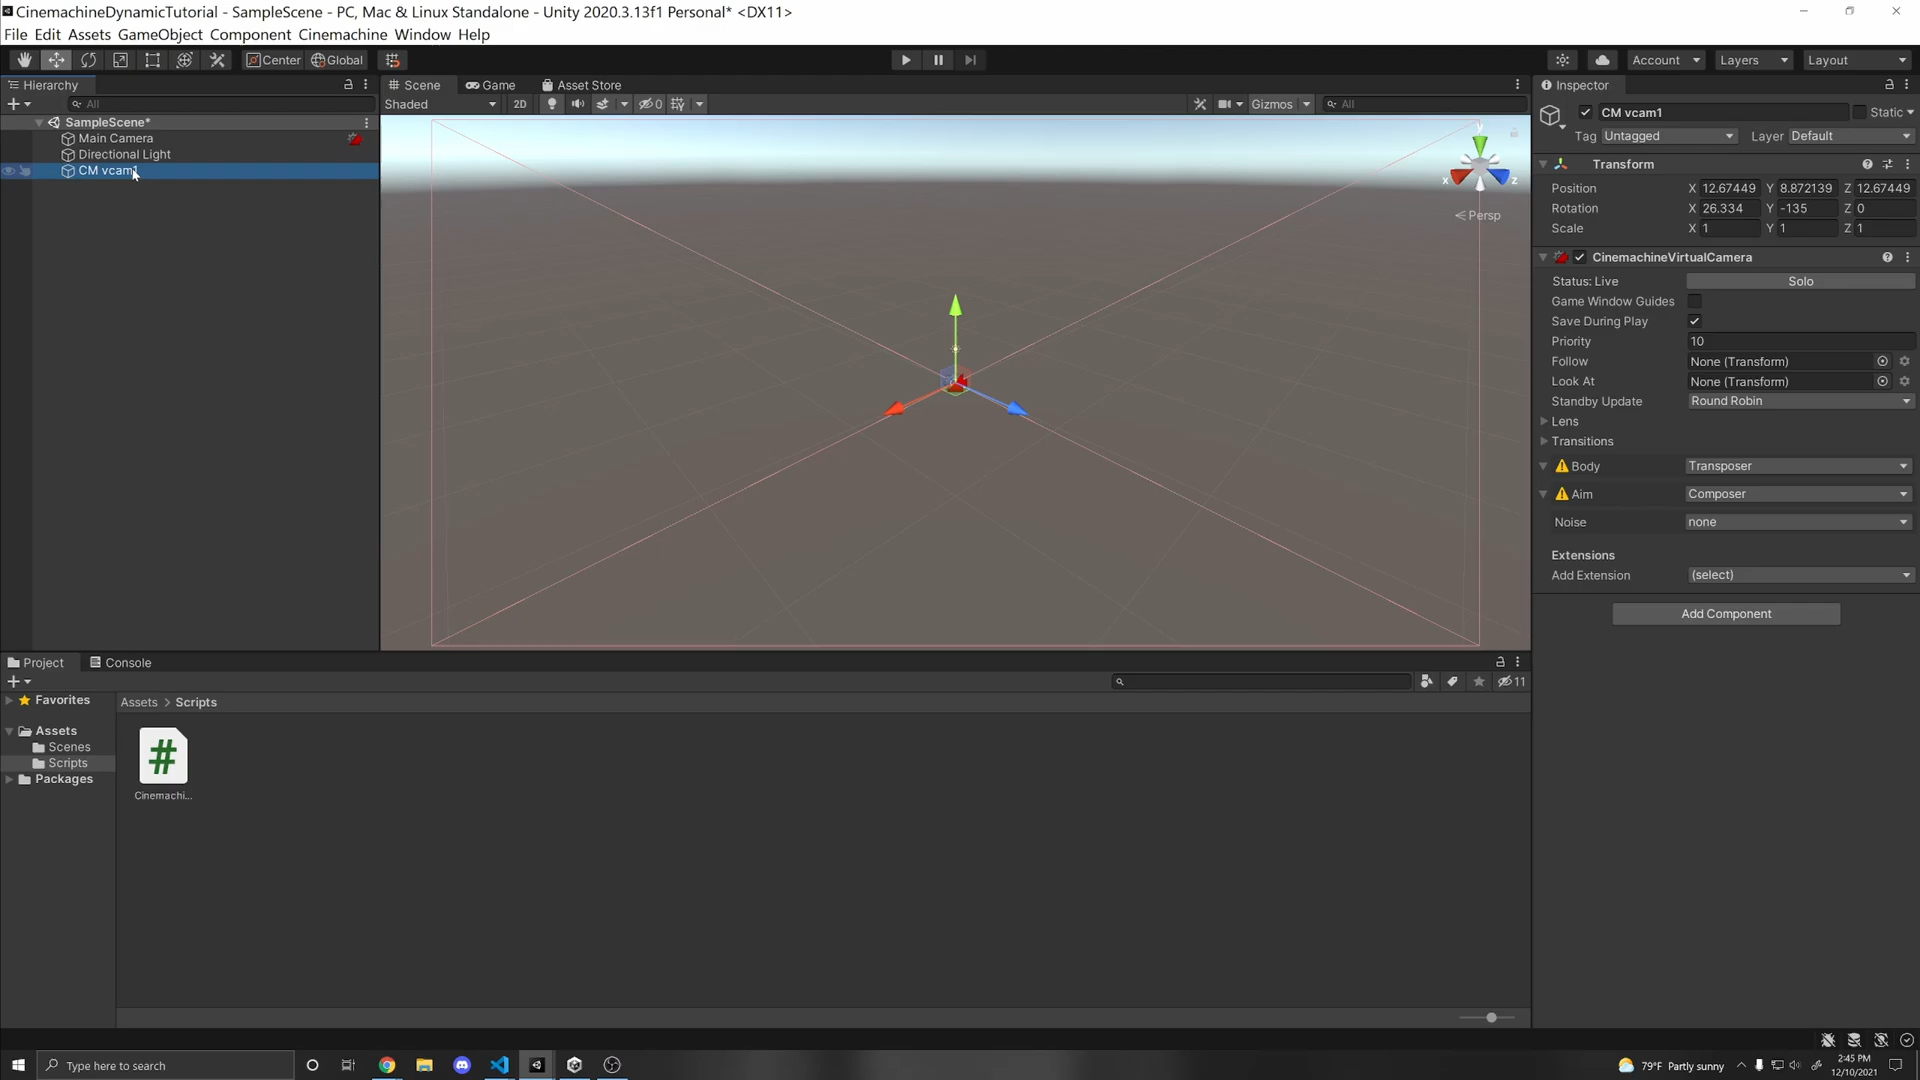 CinemachineDynamicTutorial - SampleScene - PC, Mac & Linux Standalone - Unity 2020.3.13f1 Personal* <DX11>
File Edit Assets GameObject Component Cinemachine Window Help
Center Global
Account Layers Layout
Hierarchy
All
SampleScene*
Main Camera
Directional Light
CM vcam1
Scene Game Asset Store
Shaded 2D 0 Gizmos All
y
x z
Persp
Inspector
CM vcam1 Static
Tag Untagged Layer Default
Transform
Position X 12.67449 Y 8.872139 Z 12.67449
Rotation X 26.334 Y -135 Z 0
Scale X 1 Y 1 Z 1
CinemachineVirtualCamera
Status: Live Solo
Game Window Guides
Save During Play
Priority 10
Follow None (Transform)
Look At None (Transform)
Standby Update Round Robin
Lens
Transitions
Body Transposer
Aim Composer
Noise none
Extensions
Add Extension (select)
Add Component
Project Console
11
Favorites
Assets
Scenes
Scripts
Packages
Assets > Scripts
#
Cinemachi...
Type here to search
79°F Partly sunny
2:45 PM
12/10/2021